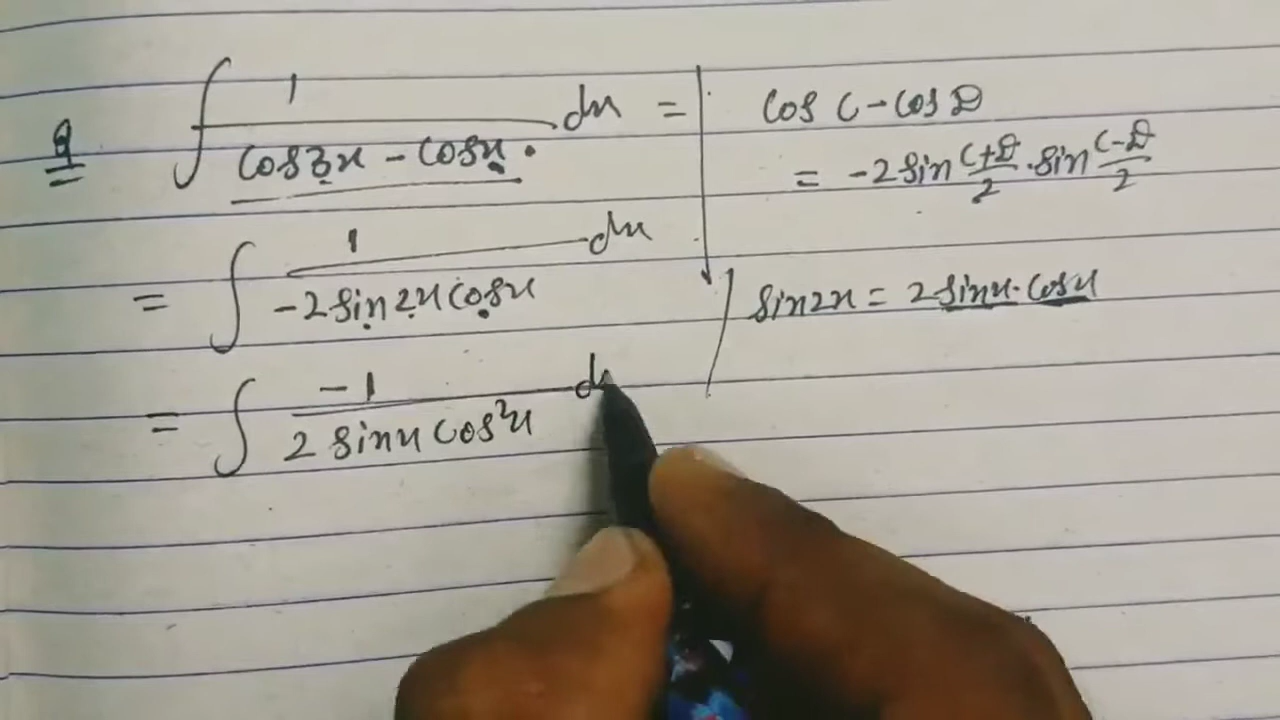 Q ∫ 1/(cos3x - cosx) dx =
= ∫ 1/(-2 sin2x cosx) dx
= ∫ -1/(2 sinx cos²x) dx
cos C - cos D
= -2 sin (C+D)/2 . sin (C-D)/2
sin2x = 2 sinx . cosx